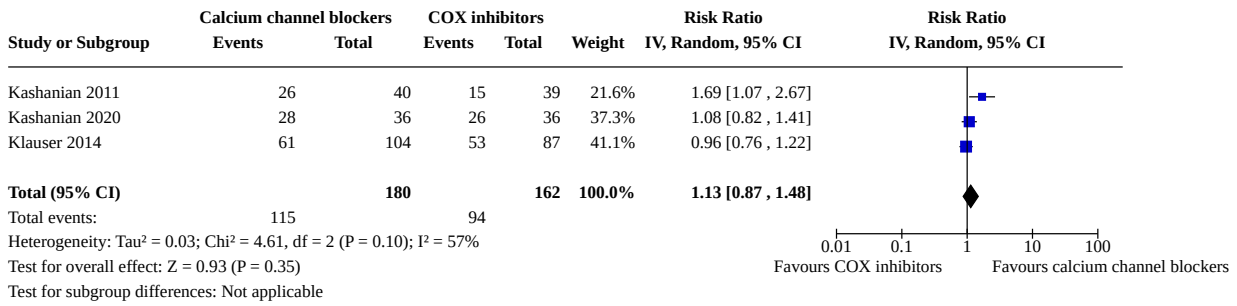 Calcium channel blockers COX inhibitors Risk Ratio Risk Ratio
Study or Subgroup Events Total Events Total Weight IV, Random, 95% CI IV, Random, 95% CI
Kashanian 2011 26 40 15 39 21.6% 1.69 [1.07 , 2.67]
Kashanian 2020 28 36 26 36 37.3% 1.08 [0.82 , 1.41]
Klauser 2014 61 104 53 87 41.1% 0.96 [0.76 , 1.22]
Total (95% CI) 180 162 100.0% 1.13 [0.87 , 1.48]
Total events: 115 94
Heterogeneity: Tau² = 0.03; Chi² = 4.61, df = 2 (P = 0.10); I² = 57%
0.01 0.1 1 10 100
Test for overall effect: Z = 0.93 (P = 0.35)
Favours COX inhibitors Favours calcium channel blockers
Test for subgroup differences: Not applicable